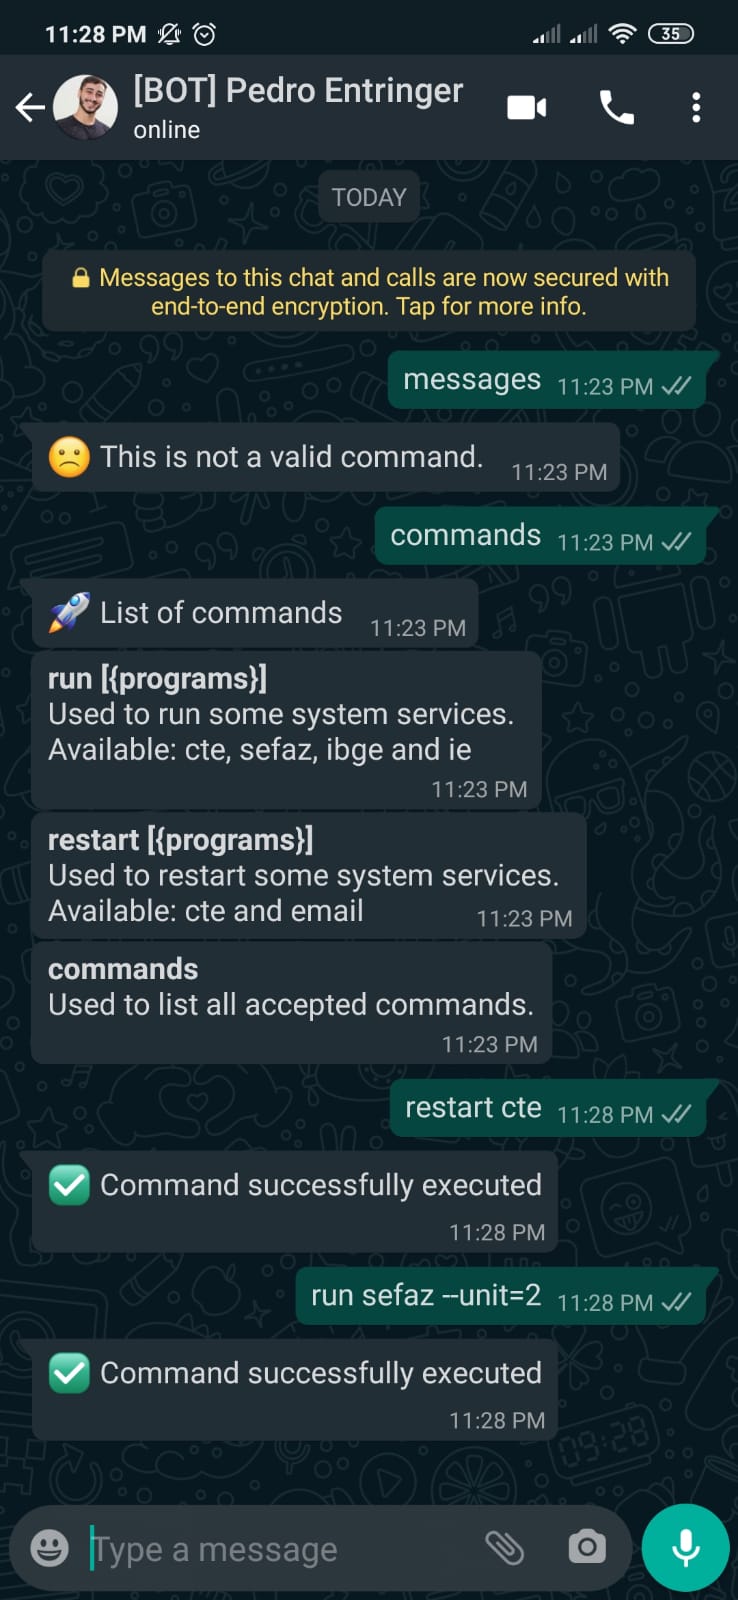 11:28 PM 35
[BOT] Pedro Entringer
online
TODAY
Messages to this chat and calls are now secured with
end-to-end encryption. Tap for more info.
messages 11:23 PM
🙁 This is not a valid command. 11:23 PM
commands 11:23 PM
🚀 List of commands 11:23 PM
run [{programs}]
Used to run some system services.
Available: cte, sefaz, ibge and ie
11:23 PM
restart [{programs}]
Used to restart some system services.
Available: cte and email 11:23 PM
commands
Used to list all accepted commands.
11:23 PM
restart cte 11:28 PM
✅ Command successfully executed
11:28 PM
run sefaz --unit=2 11:28 PM
✅ Command successfully executed
11:28 PM
09:28
Type a message